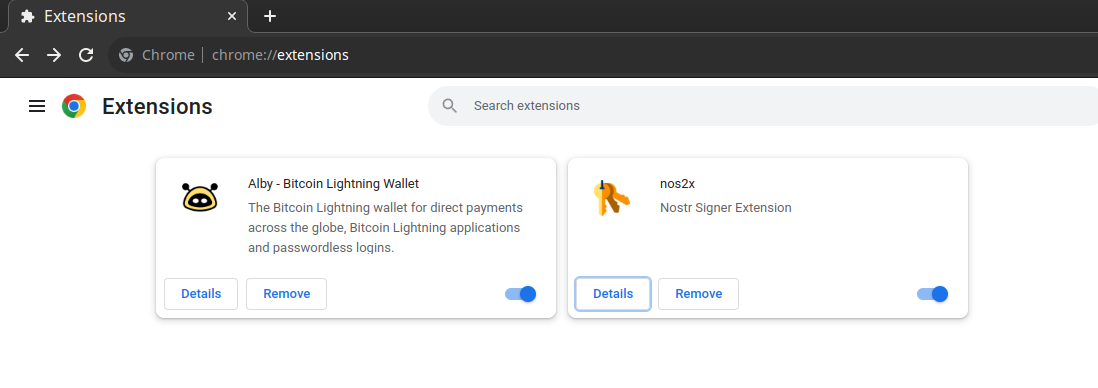 Extensions
Chrome | chrome://extensions
Extensions
Search extensions
Alby - Bitcoin Lightning Wallet
The Bitcoin Lightning wallet for direct payments
across the globe, Bitcoin Lightning applications
and passwordless logins.
Details Remove
nos2x
Nostr Signer Extension
Details Remove